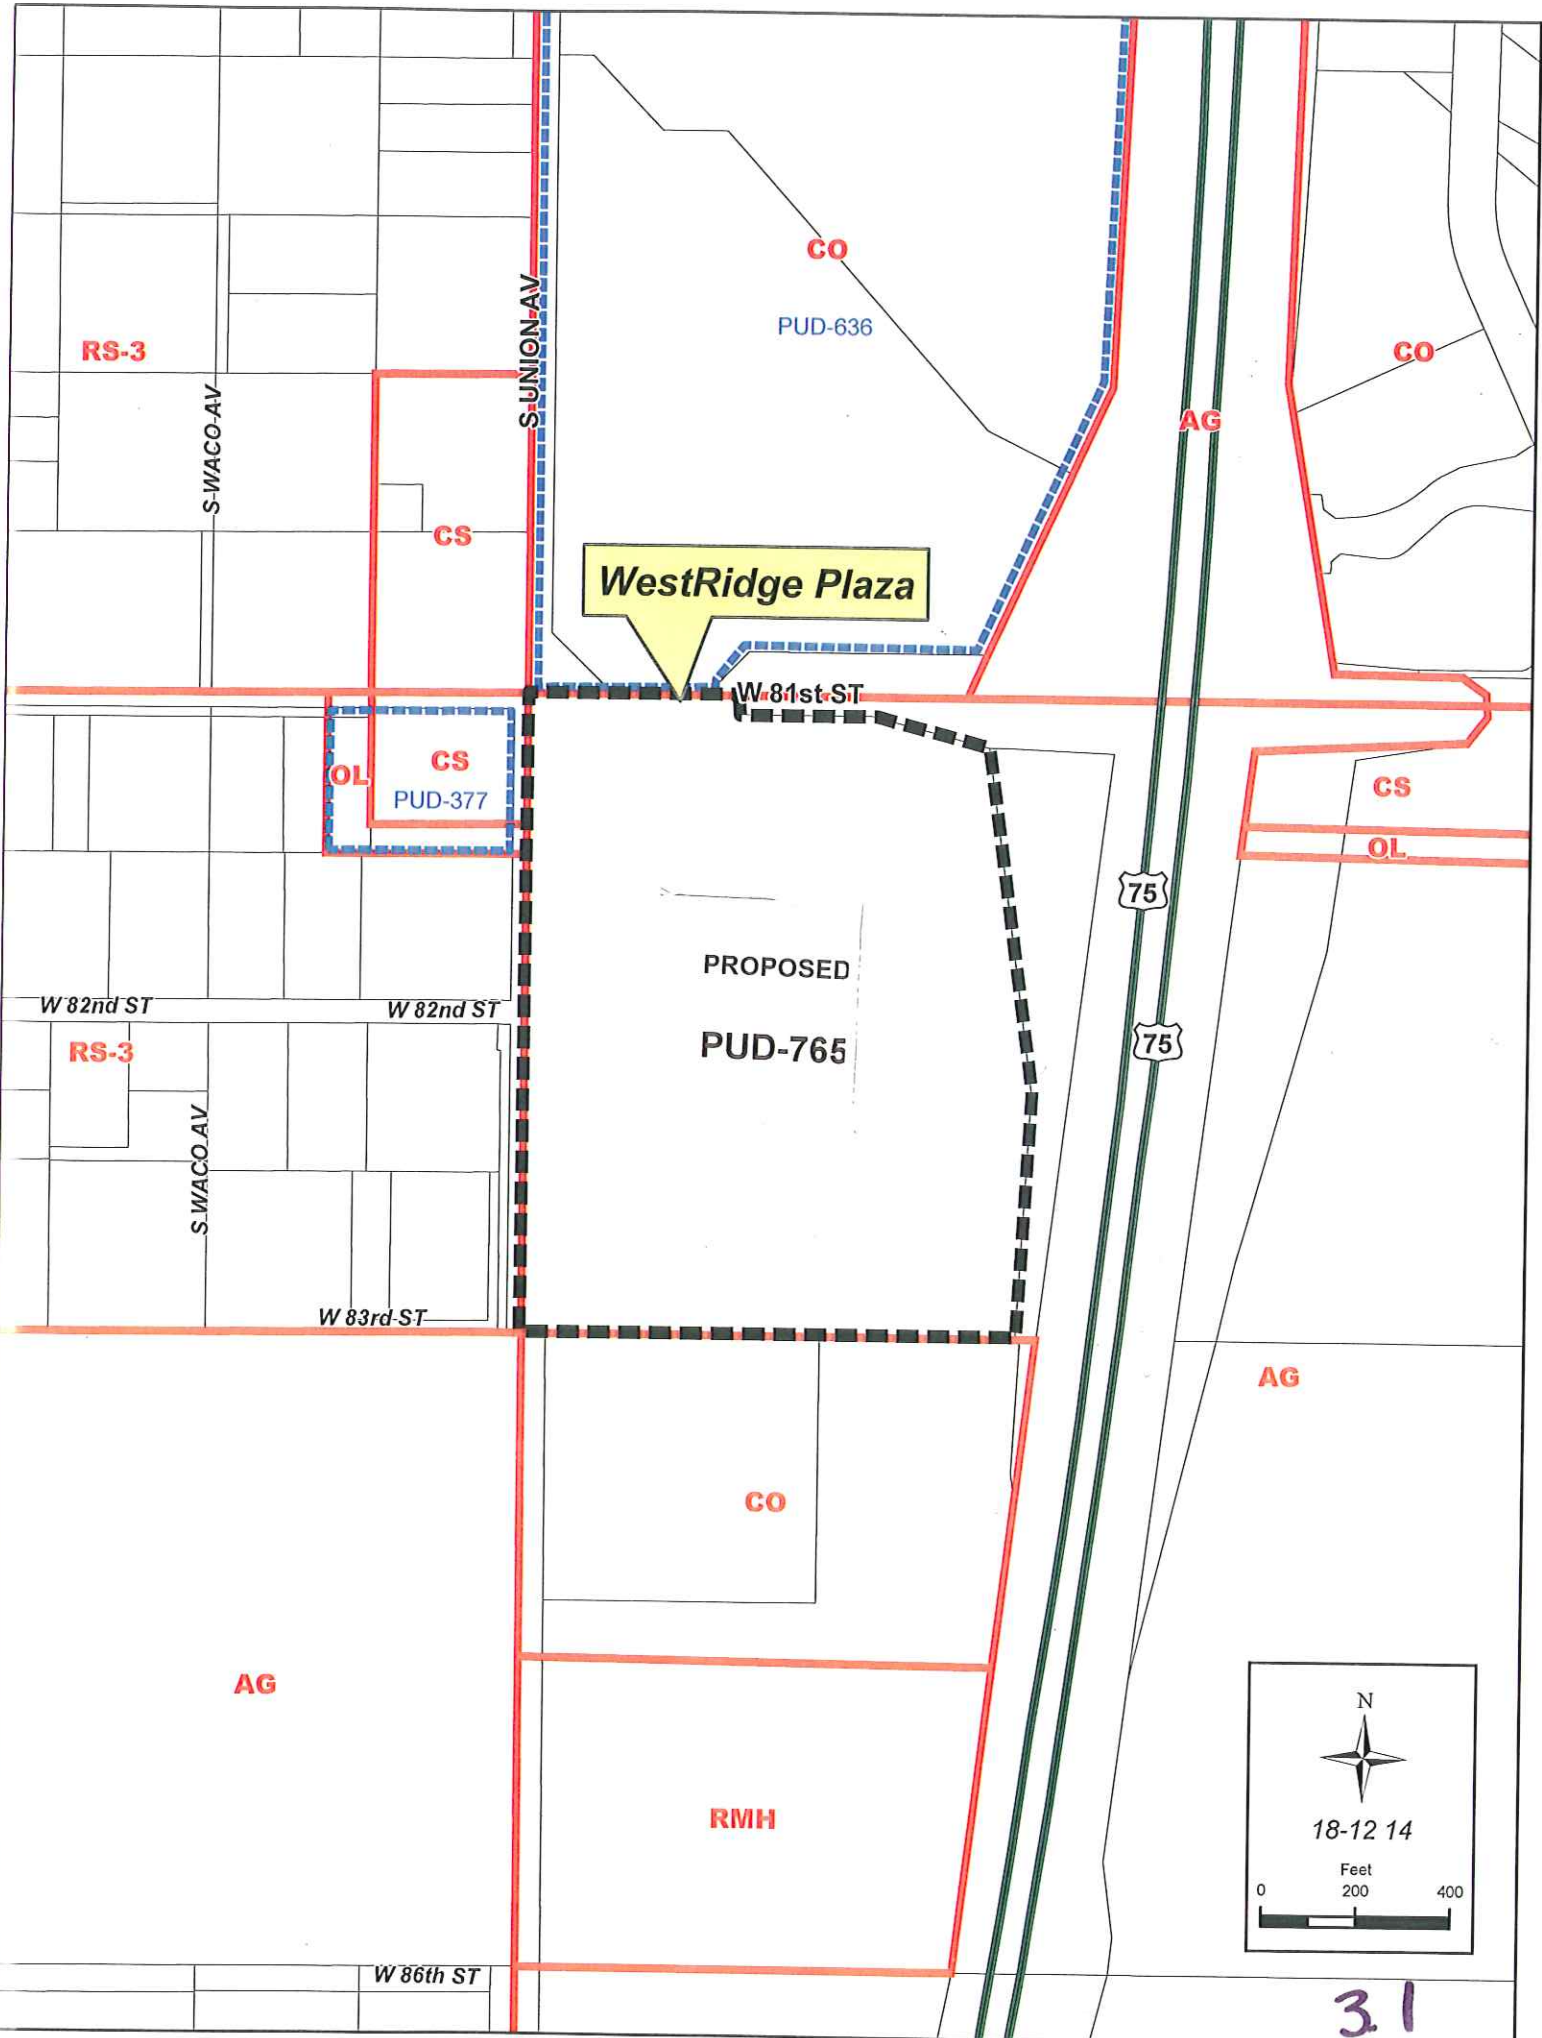 CO
PUD-636
S UNION AV
RS-3
CO
S WACO AV
AG
CS
WestRidge Plaza
W 81st ST
CS
OL
PUD-377
CS
OL
75
PROPOSED
W 82nd ST
W 82nd ST
PUD-765
75
RS-3
S WACO AV
W 83rd ST
AG
CO
AG
N
RMH
18-12 14
Feet
0 200 400
W 86th ST
3.1